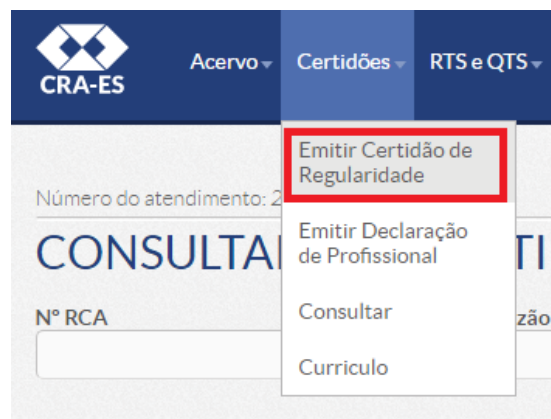 CRA-ES
Acervo
Certidões
RTS e QTS
Emitir Certidão de
Regularidade
Emitir Declaração
de Profissional
Consultar
Curriculo
Número do atendimento: 2
CONSULTA
TI
Nº RCA
zão